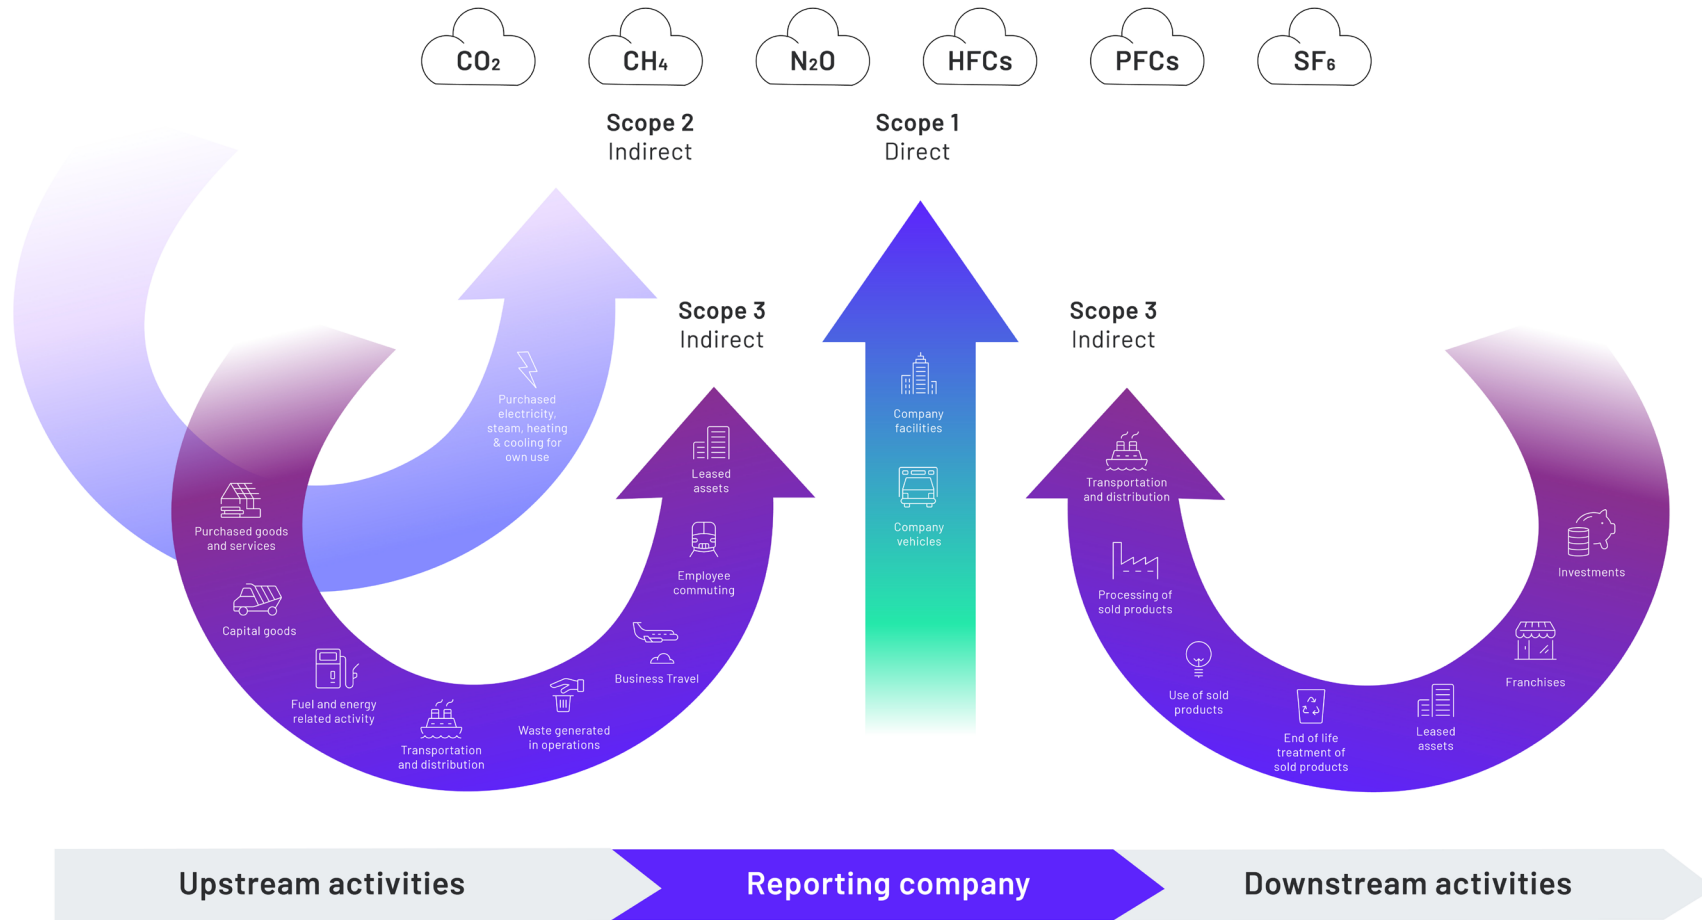 CO₂
CH₄
N₂O
HFCs
PFCs
SF₆
Scope 2
Indirect
Scope 1
Direct
Scope 3
Indirect
Scope 3
Indirect
Purchased
electricity,
steam, heating
& cooling for
own use
Purchased goods
and services
Capital goods
Fuel and energy
related activity
Transportation
and distribution
Waste generated
in operations
Business Travel
Employee
commuting
Leased
assets
Company
facilities
Company
vehicles
Transportation
and distribution
Processing of
sold products
Use of sold
products
End of life
treatment of
sold products
Leased
assets
Franchises
Investments
Upstream activities
Reporting company
Downstream activities